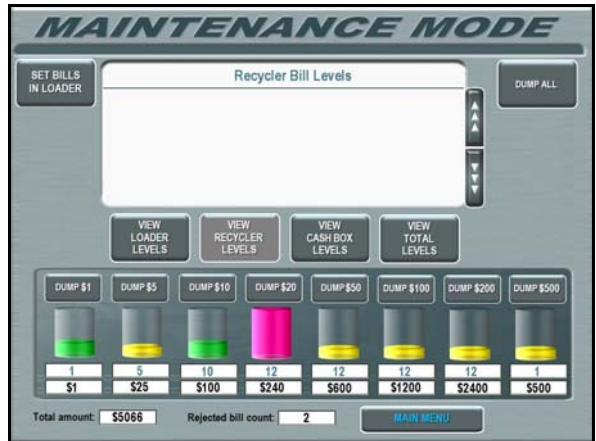 MAINTENANCE MODE
SET BILLS
IN LOADER
Recycler Bill Levels
DUMP ALL
VIEW
LOADER
LEVELS
VIEW
RECYCLER
LEVELS
VIEW
CASH BOX
LEVELS
VIEW
TOTAL
LEVELS
DUMP $1 DUMP $5 DUMP $10 DUMP $20 DUMP $50 DUMP $100 DUMP $200 DUMP $500
1 5 10 12 12 12 12 1
$1 $25 $100 $240 $600 $1200 $2400 $500
Total amount: $5066 Rejected bill count: 2 MAIN MENU